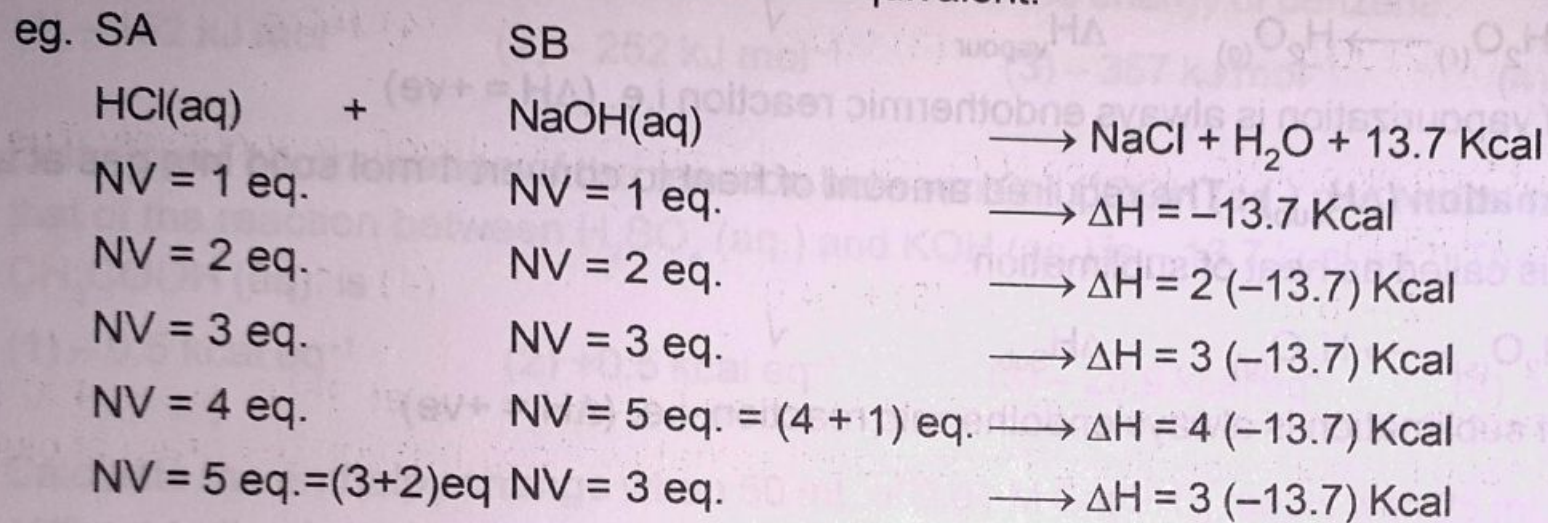 equivalent.
eg. SA SB
HCl(aq) + NaOH(aq) ⟶ NaCl + H₂O + 13.7 Kcal
NV = 1 eq. NV = 1 eq. ⟶ ΔH = –13.7 Kcal
NV = 2 eq. NV = 2 eq. ⟶ ΔH = 2 (–13.7) Kcal
NV = 3 eq. NV = 3 eq. ⟶ ΔH = 3 (–13.7) Kcal
NV = 4 eq. NV = 5 eq. = (4 + 1) eq. ⟶ ΔH = 4 (–13.7) Kcal
NV = 5 eq.=(3+2)eq NV = 3 eq. ⟶ ΔH = 3 (–13.7) Kcal